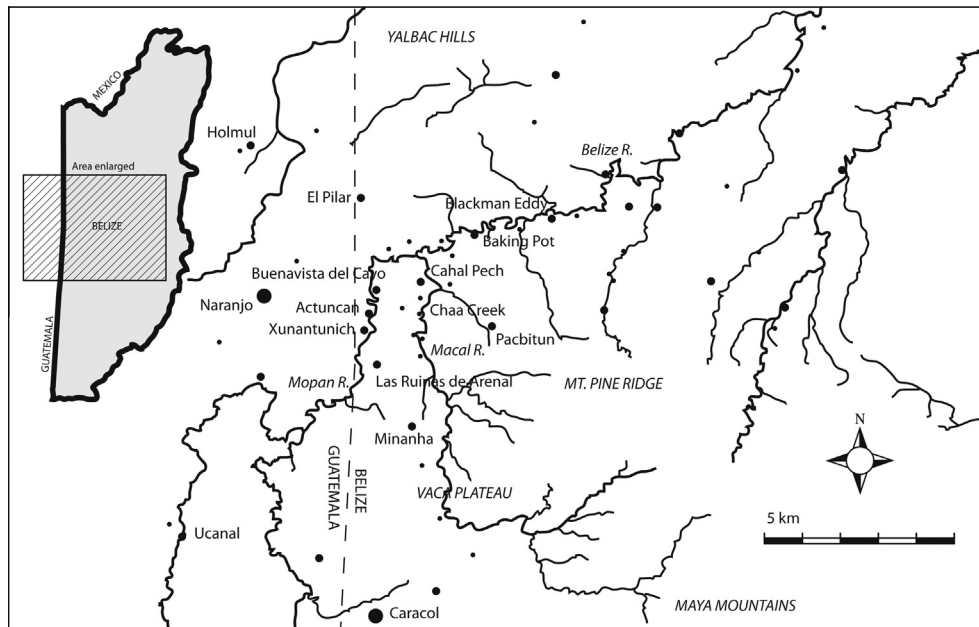 YALBAC HILLS
MEXICO
Holmul
Belize R.
Area enlarged
El Pilar
Blackman Eddy
BELIZE
Baking Pot
Buenavista del Cayo
Cahal Pech
Naranjo
Actuncan
Chaa Creek
Xunantunich
Pacbitun
GUATEMALA
Macal R.
Mopan R.
Las Ruinas de Arenal
MT. PINE RIDGE
Minanha
N
GUATEMALA
BELIZE
VACA PLATEAU
5 km
Ucanal
Caracol
MAYA MOUNTAINS